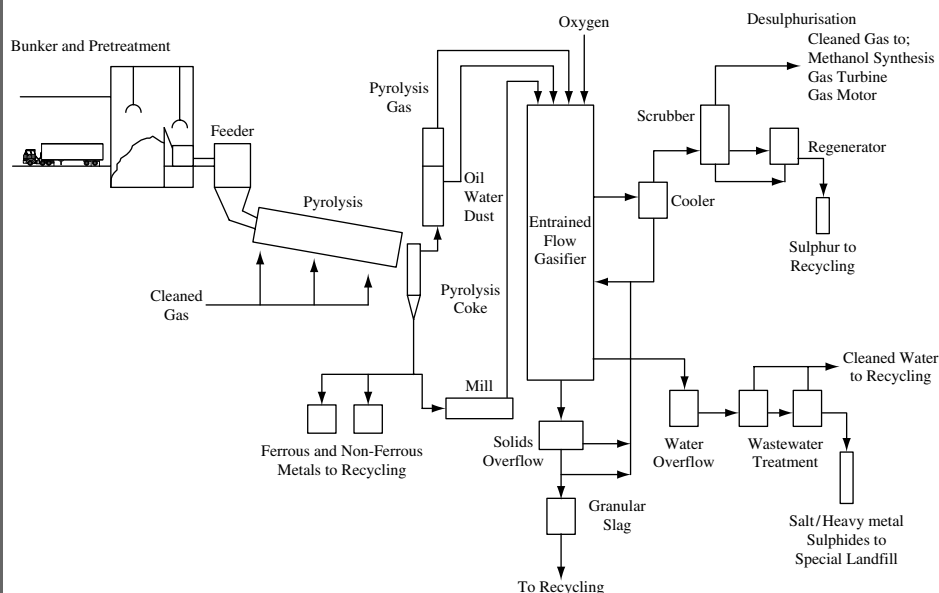 Oxygen
Desulphurisation
Cleaned Gas to;
Methanol Synthesis
Gas Turbine
Gas Motor
Bunker and Pretreatment
Pyrolysis
Gas
Scrubber
Feeder
Regenerator
Oil
Water
Dust
Pyrolysis
Cooler
Entrained
Flow
Gasifier
Sulphur to
Recycling
Cleaned
Gas
Pyrolysis
Coke
Cleaned Water
to Recycling
Mill
Ferrous and Non-Ferrous
Metals to Recycling
Solids
Overflow
Water
Overflow
Wastewater
Treatment
Granular
Slag
Salt/Heavy metal
Sulphides to
Special Landfill
To Recycling